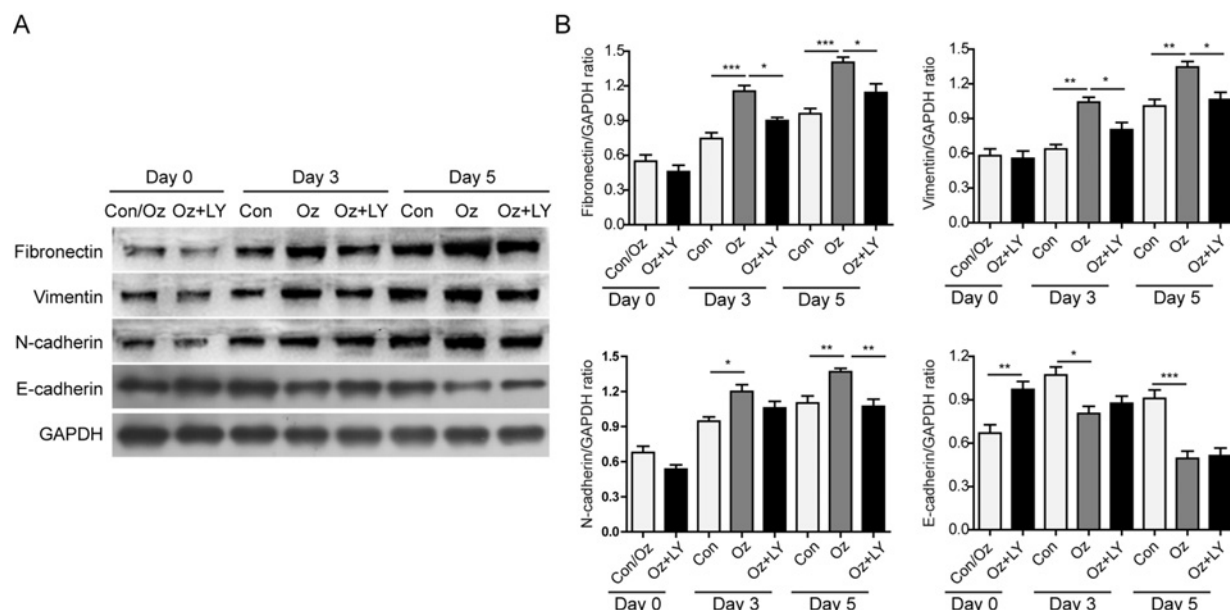 A
Day 0 Day 3 Day 5
Con/Oz Oz+LY Con Oz Oz+LY Con Oz Oz+LY
Fibronectin
Vimentin
N-cadherin
E-cadherin
GAPDH
B
Fibronectin/GAPDH ratio
1.5
1.2
0.9
0.6
0.3
0.0
*** * *** *
Con/Oz Oz+LY Con Oz Oz+LY Con Oz Oz+LY
Day 0 Day 3 Day 5
Vimentin/GAPDH ratio
1.5
1.2
0.9
0.6
0.3
0.0
** * ** *
Con/Oz Oz+LY Con Oz Oz+LY Con Oz Oz+LY
Day 0 Day 3 Day 5
N-cadherin/GAPDH ratio
1.5
1.2
0.9
0.6
0.3
0.0
* ** **
Con/Oz Oz+LY Con Oz Oz+LY Con Oz Oz+LY
Day 0 Day 3 Day 5
E-cadherin/GAPDH ratio
1.2
0.9
0.6
0.3
0.0
** * ***
Con/Oz Oz+LY Con Oz Oz+LY Con Oz Oz+LY
Day 0 Day 3 Day 5